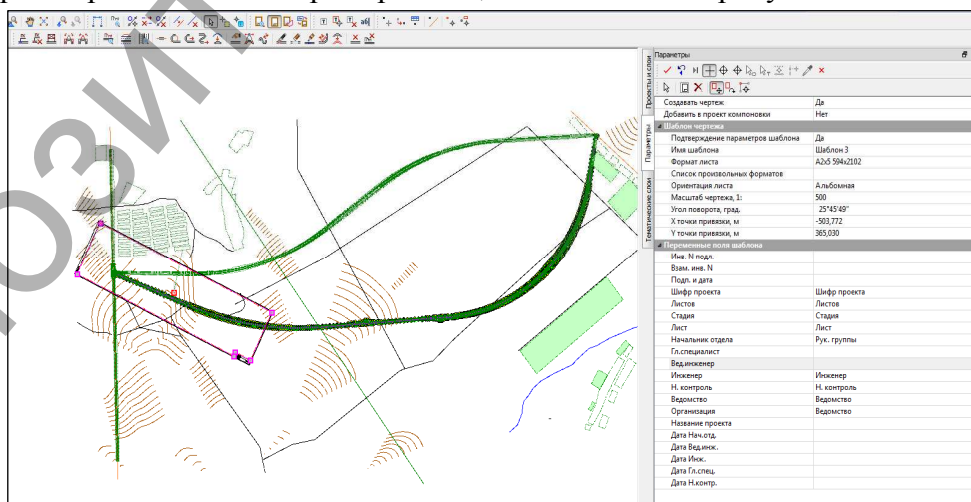 Проекты и слои
Параметры
Тематические слои
Параметры
Создавать чертеж Да
Добавить в проект компоновки Нет
Шаблон чертежа
Подтверждение параметров шаблона Да
Имя шаблона Шаблон 3
Формат листа А2х5 594х2102
Список произвольных форматов
Ориентация листа Альбомная
Масштаб чертежа, 1: 500
Угол поворота, град. 25°45'49"
X точки привязки, м -503,772
Y точки привязки, м 365,030
Переменные поля шаблона
Инв. N подл.
Взам. инв. N
Подп. и дата
Шифр проекта Шифр проекта
Листов Листов
Стадия Стадия
Лист Лист
Начальник отдела Рук. группы
Гл.специалист
Вед.инженер
Инженер Инженер
Н. контроль Н. контроль
Ведомство Ведомство
Организация Ведомство
Название проекта
Дата Нач.отд.
Дата Вед.инж.
Дата Инж.
Дата Гл.спец.
Дата Н.контр.